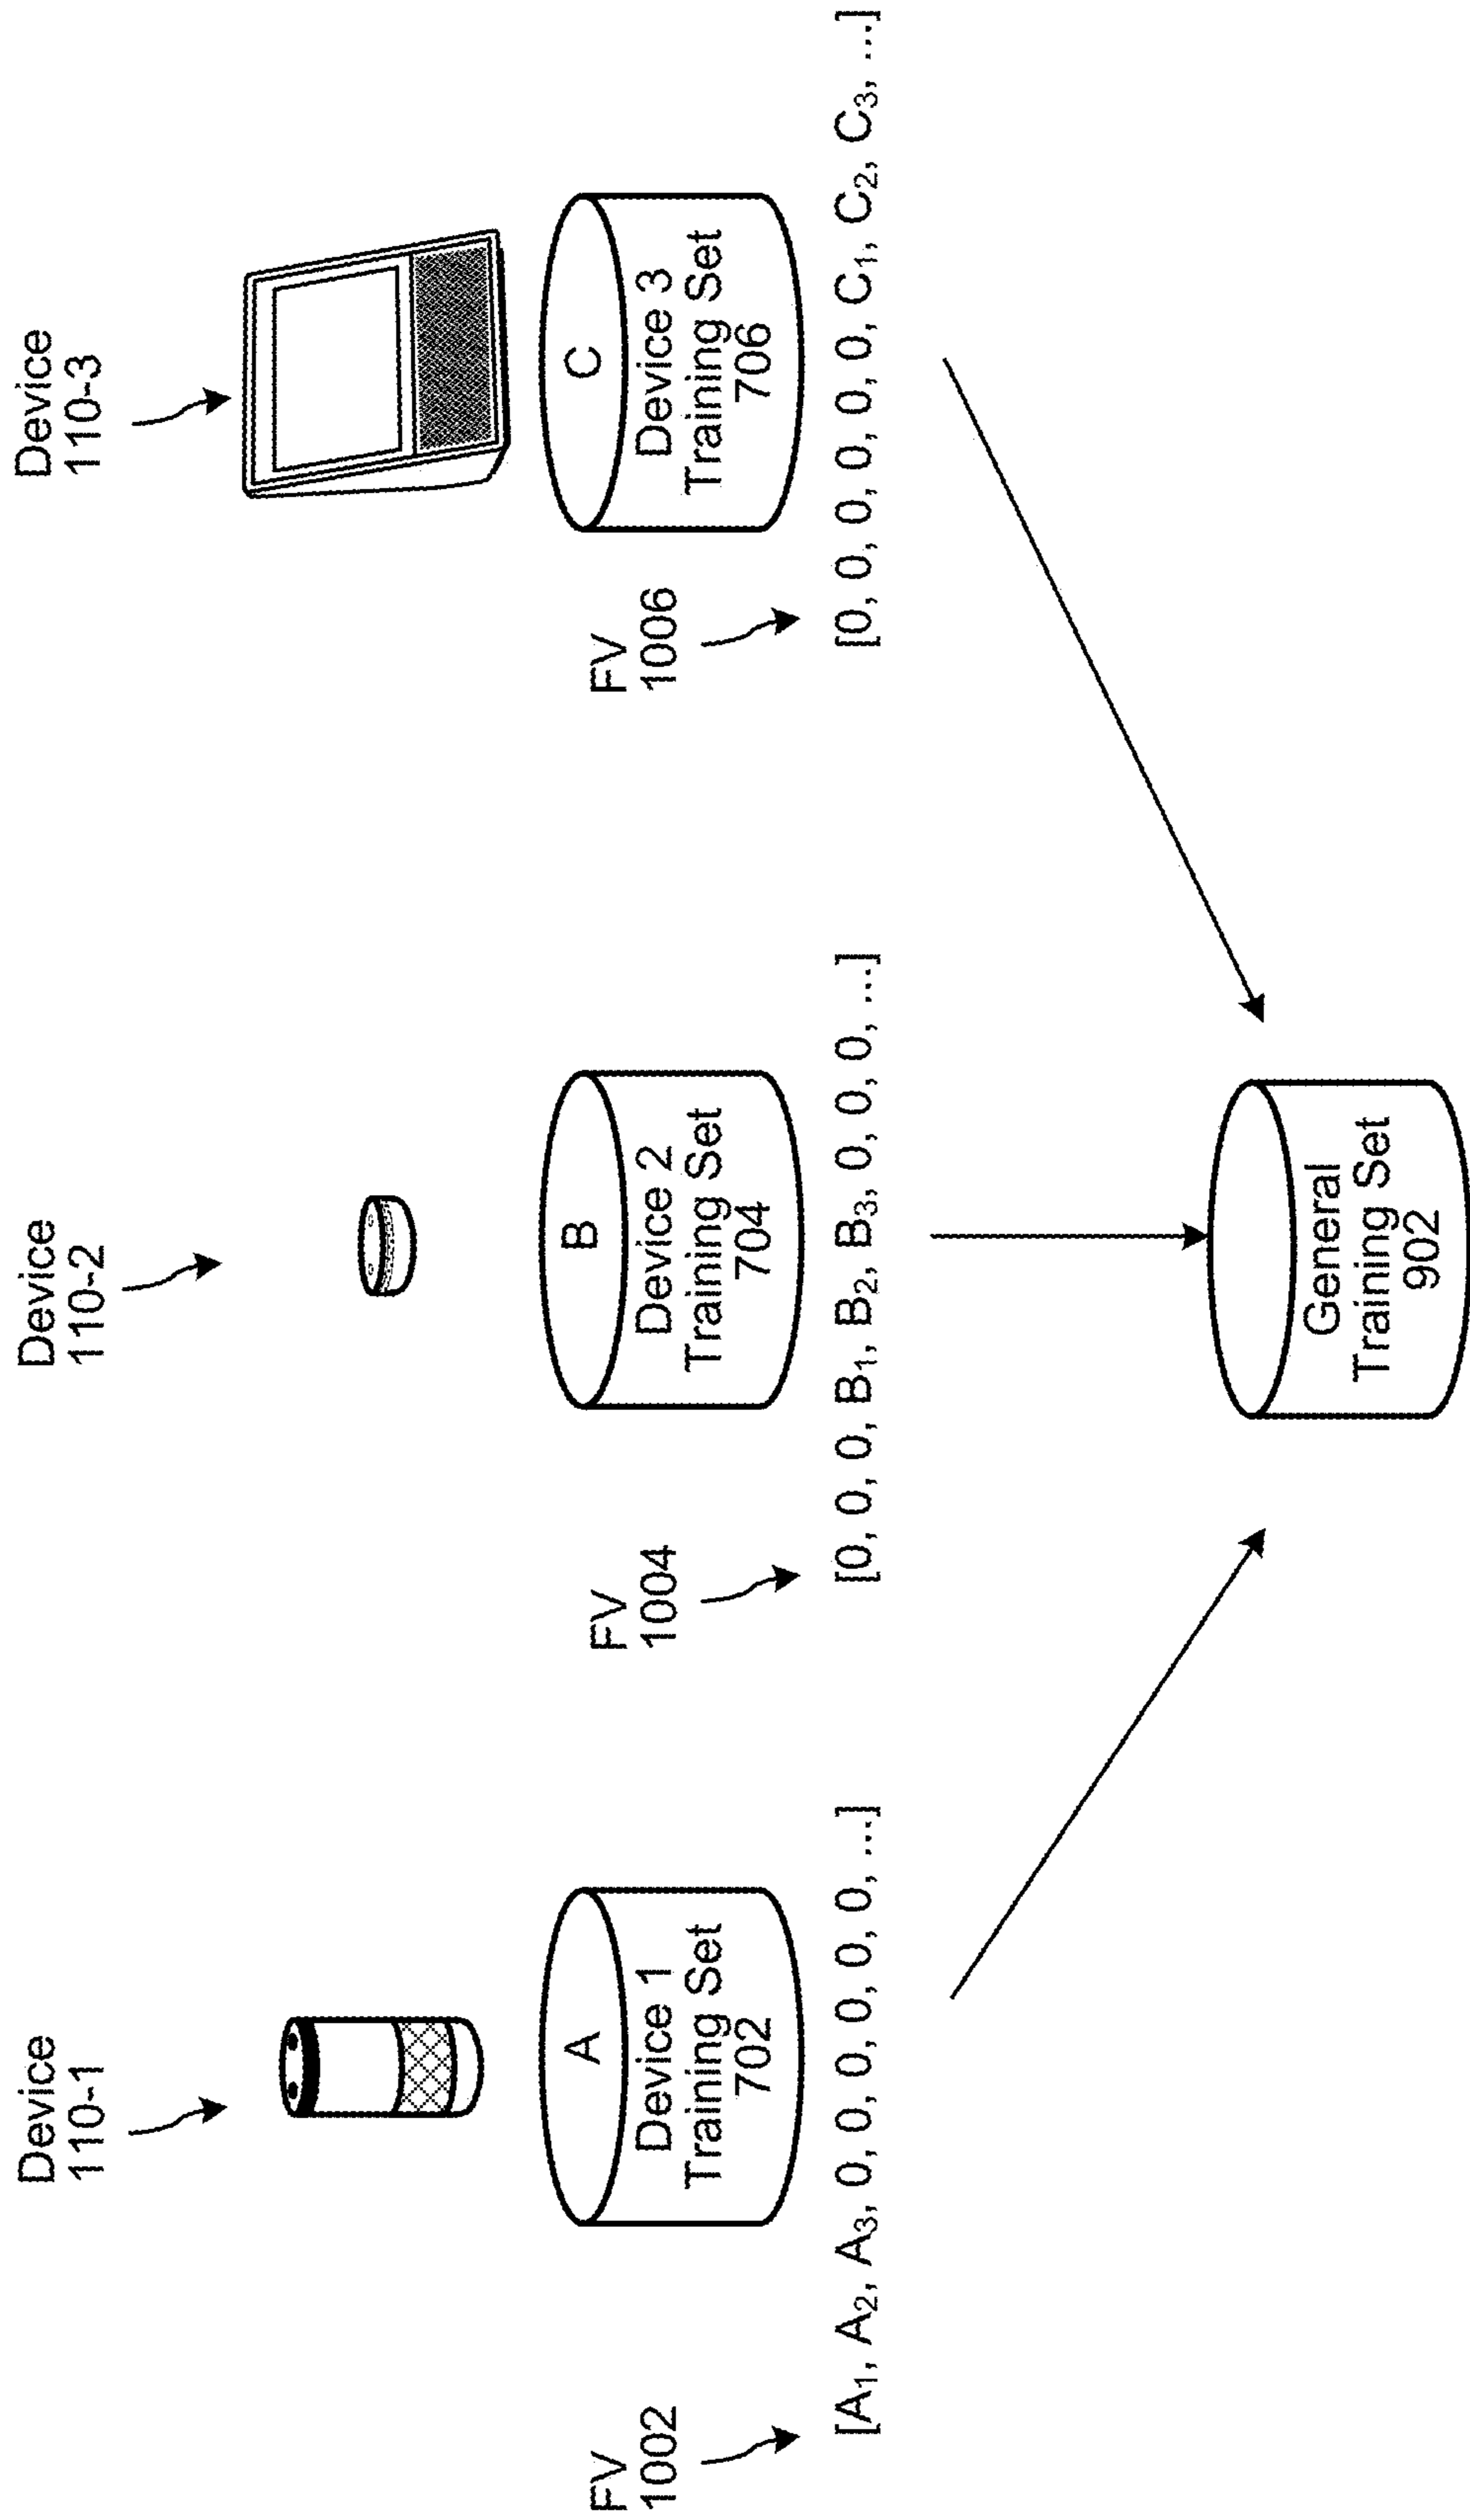 Device
110-1
Device
110-2
Device
110-3
A
Device 1
Training Set
702
B
Device 2
Training Set
704
C
Device 3
Training Set
706
FV
1002
[A₁, A₂, A₃, 0, 0, 0, 0, 0, 0, ...]
FV
1004
[0, 0, 0, B₁, B₂, B₃, 0, 0, 0, ...]
FV
1006
[0, 0, 0, 0, 0, 0, C₁, C₂, C₃, ...]
General
Training Set
902